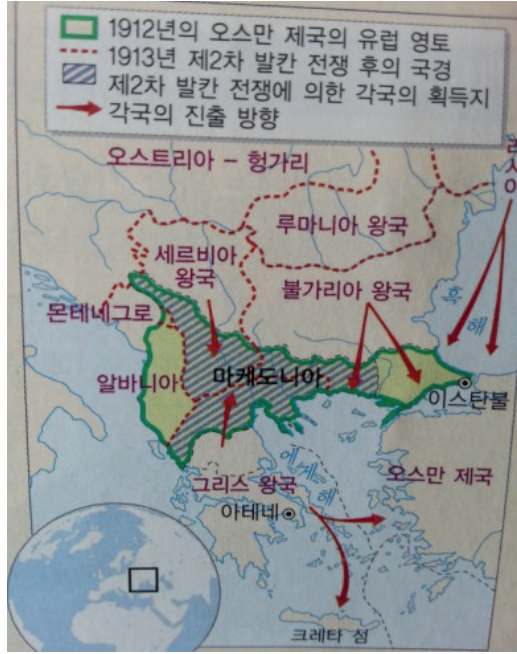 1912년의 오스만 제국의 유럽 영토
1913년 제2차 발칸 전쟁 후의 국경
제2차 발칸 전쟁에 의한 각국의 획득지
각국의 진출 방향
오스트리아 - 헝가리
러시아
루마니아 왕국
세르비아
왕국
불가리아 왕국
흑해
몬테네그로
알바니아
마케도니아
이스탄불
에게해
오스만 제국
그리스 왕국
아테네
크레타 섬